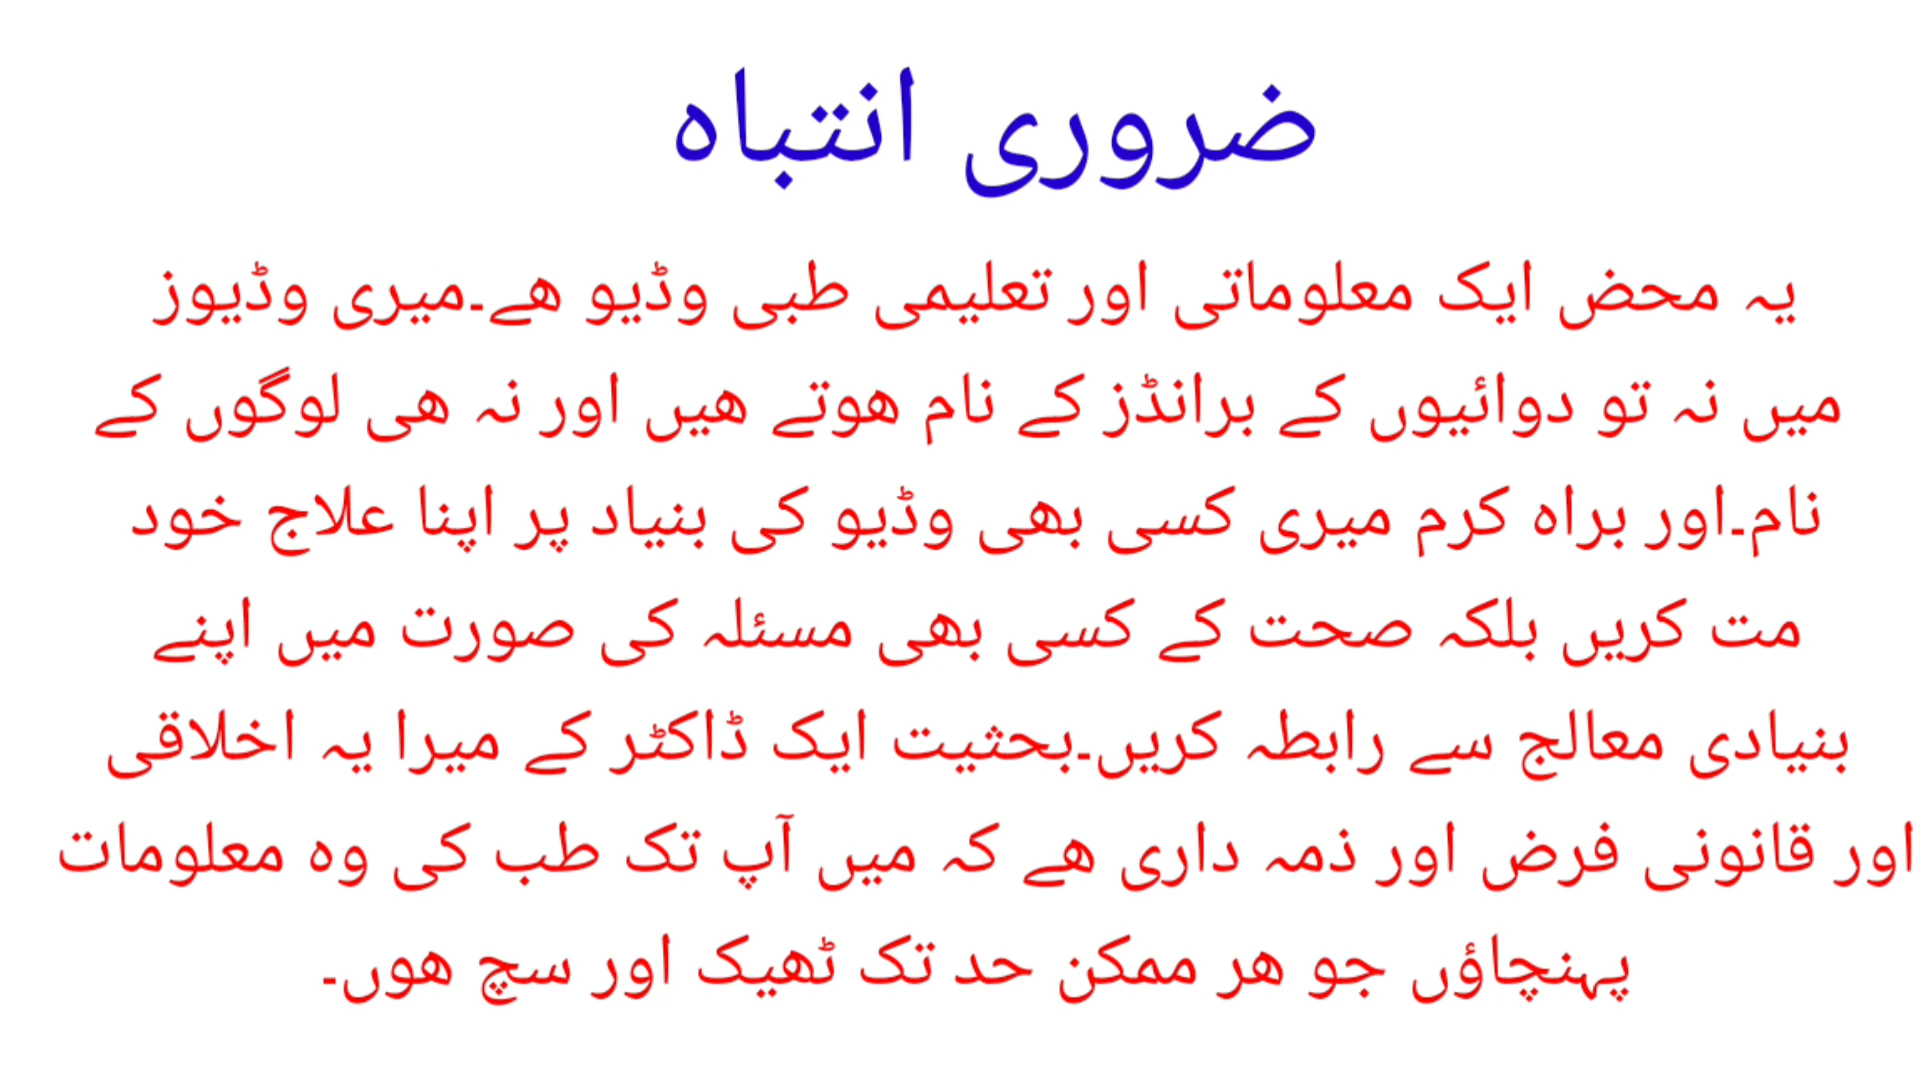 ضروری انتباہ
یہ محض ایک معلوماتی اور تعلیمی طبی وڈیو ھے۔میری وڈیوز
میں نہ تو دوائیوں کے برانڈز کے نام ھوتے ھیں اور نہ ھی لوگوں کے
نام۔اور براہ کرم میری کسی بھی وڈیو کی بنیاد پر اپنا علاج خود
مت کریں بلکہ صحت کے کسی بھی مسئلہ کی صورت میں اپنے
بنیادی معالج سے رابطہ کریں۔بحثیت ایک ڈاکٹر کے میرا یہ اخلاقی
اور قانونی فرض اور ذمہ داری ھے کہ میں آپ تک طب کی وہ معلومات
پہنچاؤں جو ھر ممکن حد تک ٹھیک اور سچ ھوں۔